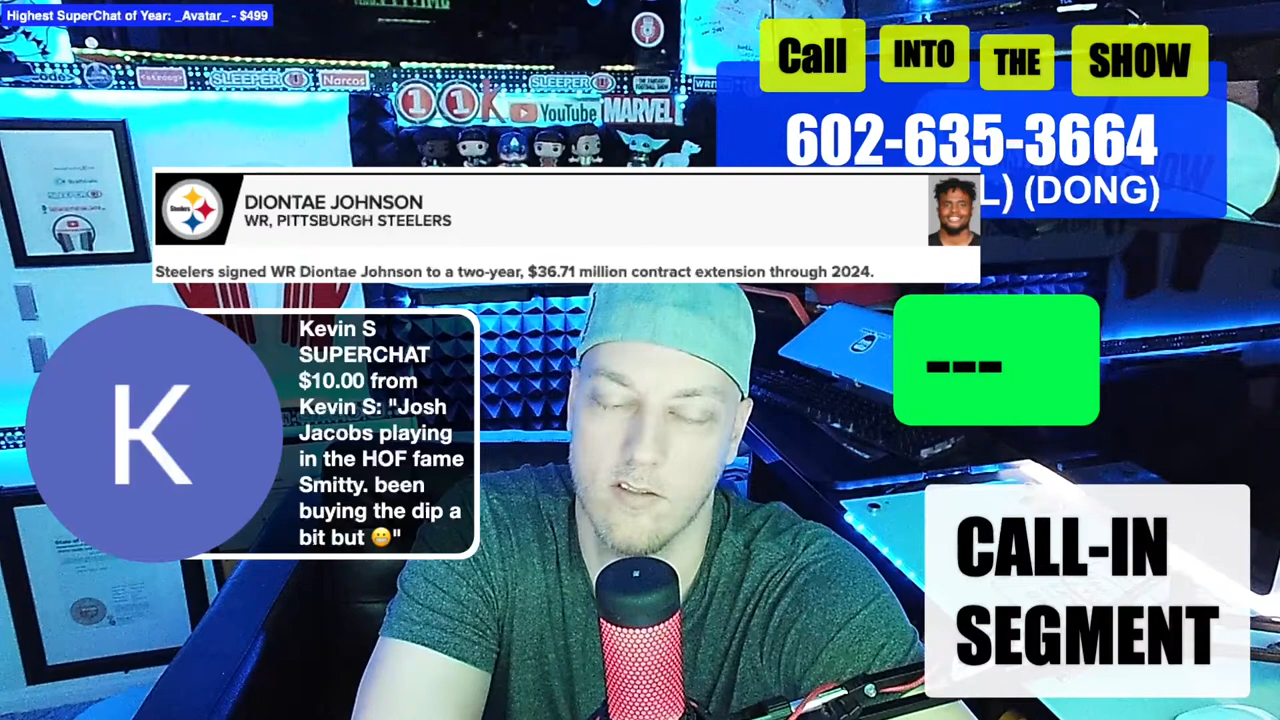 Highest SuperChat of Year: _Avatar_ - $499
Call INTO THE SHOW
602-635-3664
L) (DONG)
<strong>
SLEEPER
Narcos
SLEEPER
11K YouTube MARVEL
Steelers
DIONTAE JOHNSON
WR, PITTSBURGH STEELERS
Steelers signed WR Diontae Johnson to a two-year, $36.71 million contract extension through 2024.
K
Kevin S
SUPERCHAT
$10.00 from
Kevin S: "Josh
Jacobs playing
in the HOF fame
Smitty. been
buying the dip a
bit but 😬"
---
CALL-IN
SEGMENT